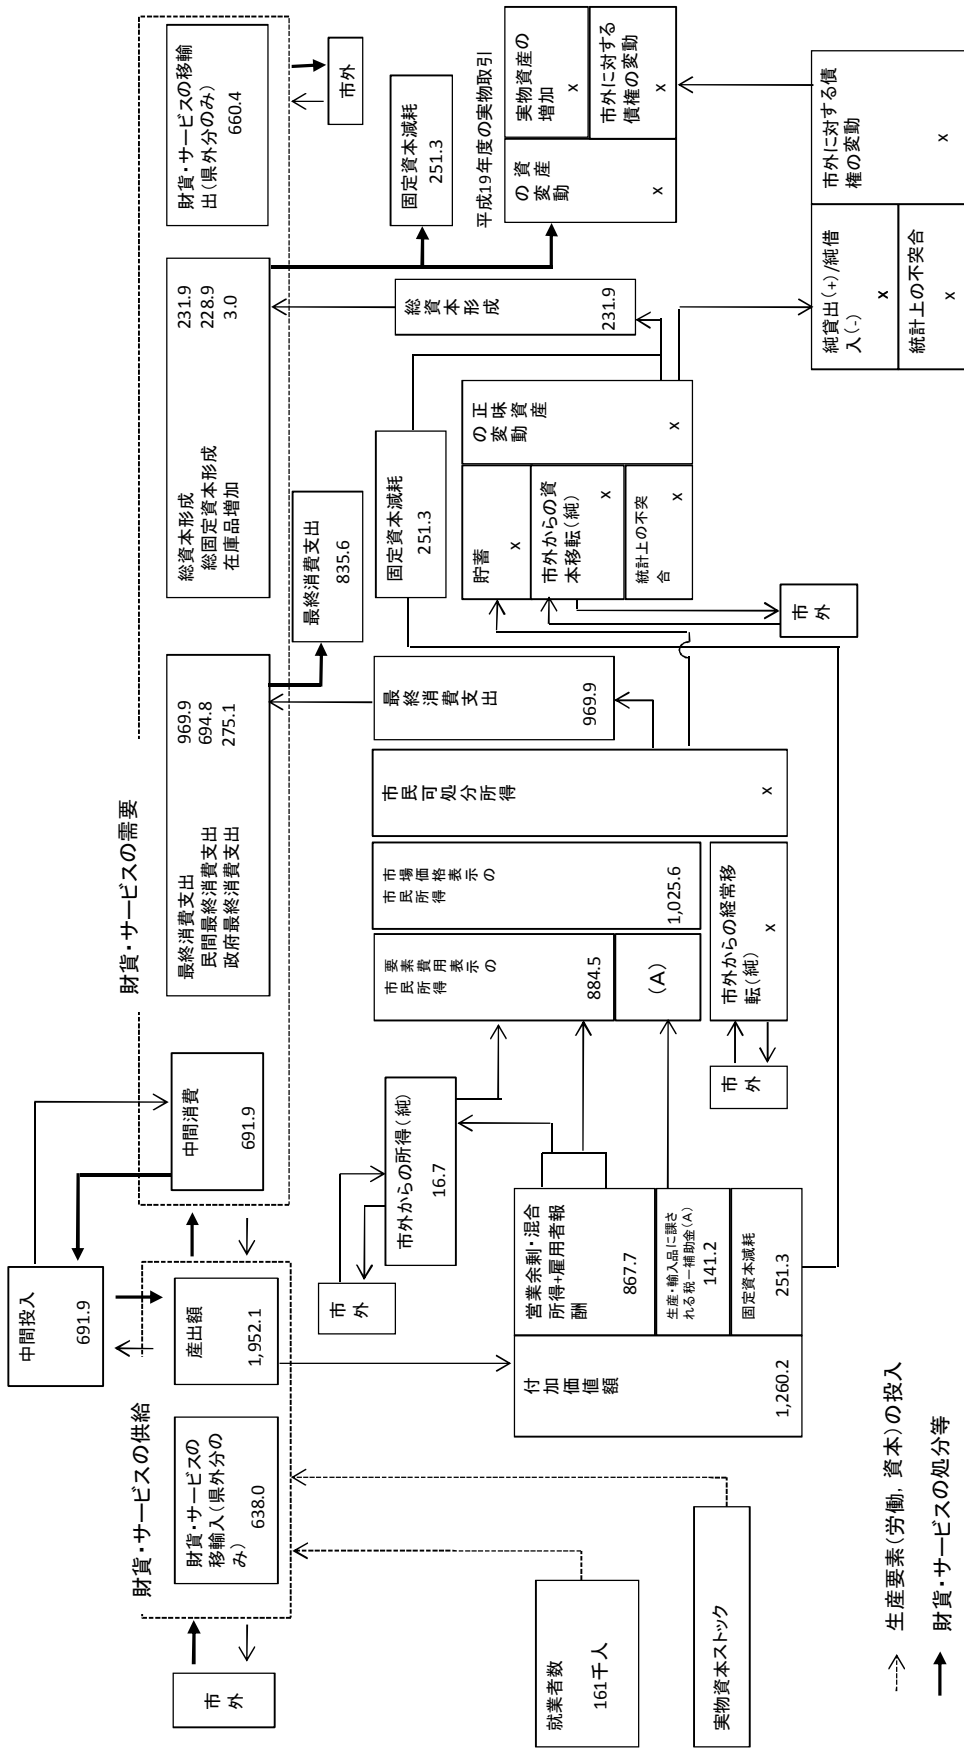 財貨・サービスの供給
財貨・サービスの需要
市
外
財貨・サービスの
移輸入（県外分の
み）
638.0
産出額
1,952.1
中間投入
691.9
中間消費
691.9
最終消費支出 969.9
民間最終消費支出 694.8
政府最終消費支出 275.1
総資本形成 231.9
総固定資本形成 228.9
在庫品増加 3.0
財貨・サービスの移輸
出（県外分のみ）
660.4
市外
最終消費支出
835.6
固定資本減耗
251.3
平成19年度の実物取引
就業者数
161千人
実物資本ストック
市
外
市外からの所得（純）
16.7
付
加
価
値
額
1,260.2
営業余剰・混合
所得+雇用者報
酬
867.7
生産・輸入品に課さ
れる税－補助金（A）
141.2
固定資本減耗
251.3
要素費用表示の
市民所得
884.5
（A）
市場価格表示の
市民所得
1,025.6
市外からの経常移
転（純）
x
市
外
市民可処分所得
x
最終消費支出
969.9
固定資本減耗
251.3
貯蓄
x
市外からの資
本移転（純）
x
統計上の不突
合
x
正味資産
の変動
x
市
外
総資本形成
231.9
資産
の変動
x
実物資産の
増加
x
市外に対する
債権の変動
x
純貸出（+）/純借
入（-）
x
統計上の不突合
x
市外に対する債
権の変動
x
生産要素（労働，資本）の投入
財貨・サービスの処分等